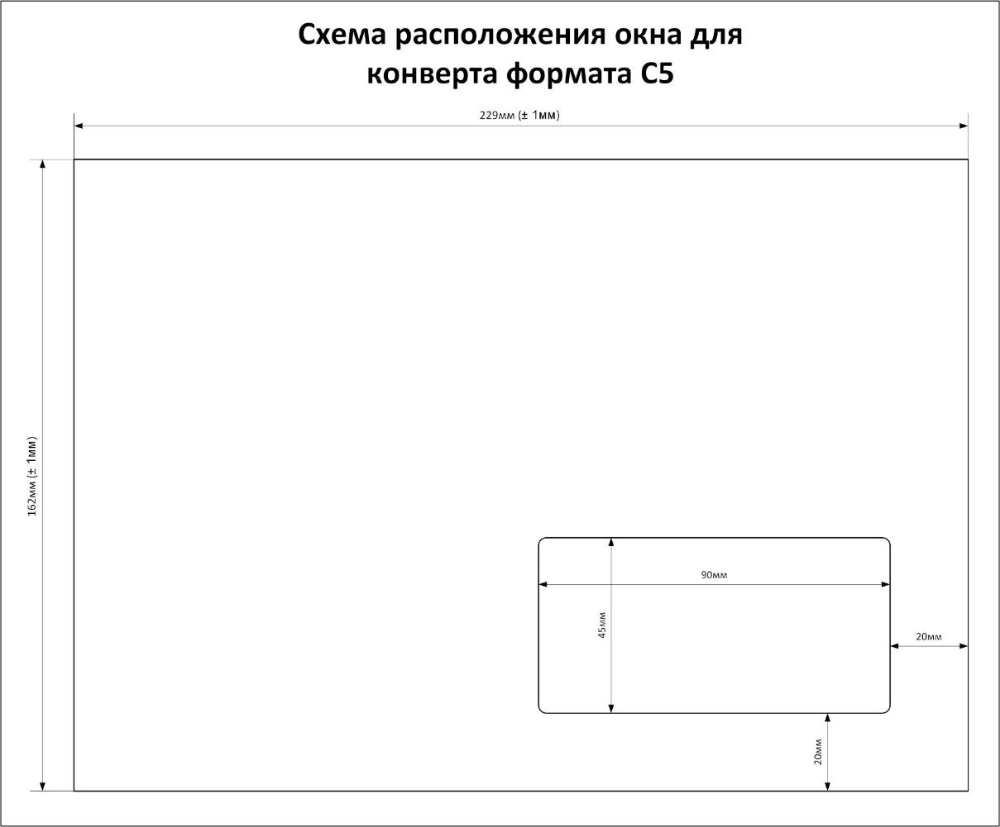 Схема расположения окна для
конверта формата С5
229мм (± 1мм)
162мм (± 1мм)
90мм
45мм
20мм
20мм